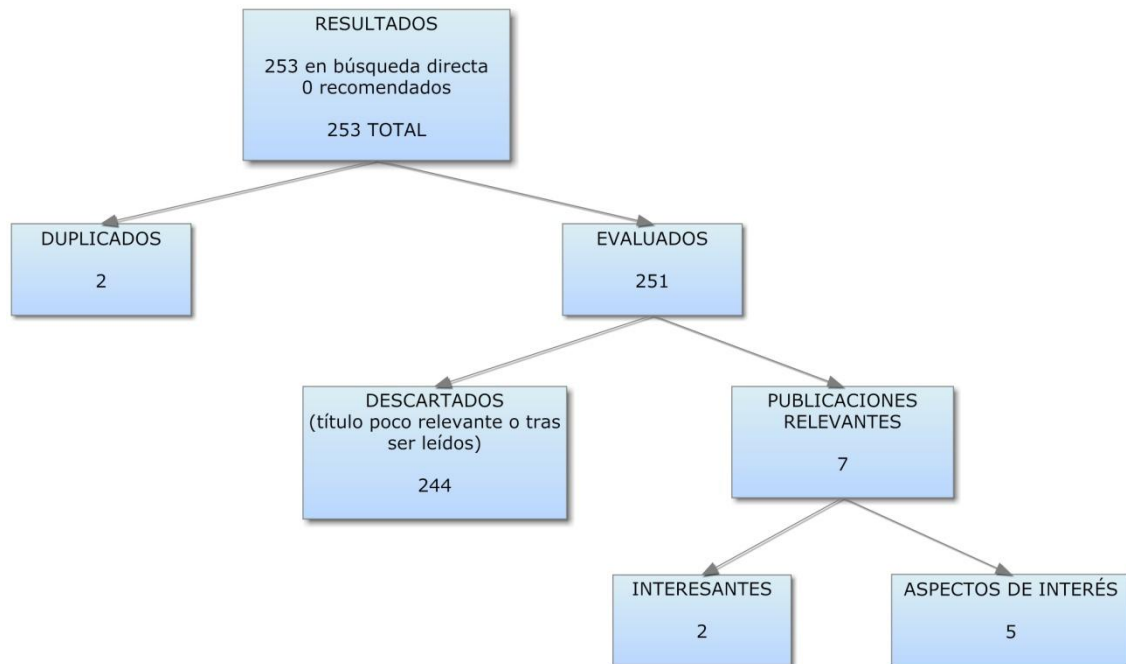 RESULTADOS
253 en búsqueda directa
0 recomendados
253 TOTAL
DUPLICADOS
2
EVALUADOS
251
DESCARTADOS
(título poco relevante o tras
ser leídos)
244
PUBLICACIONES
RELEVANTES
7
INTERESANTES
2
ASPECTOS DE INTERÉS
5